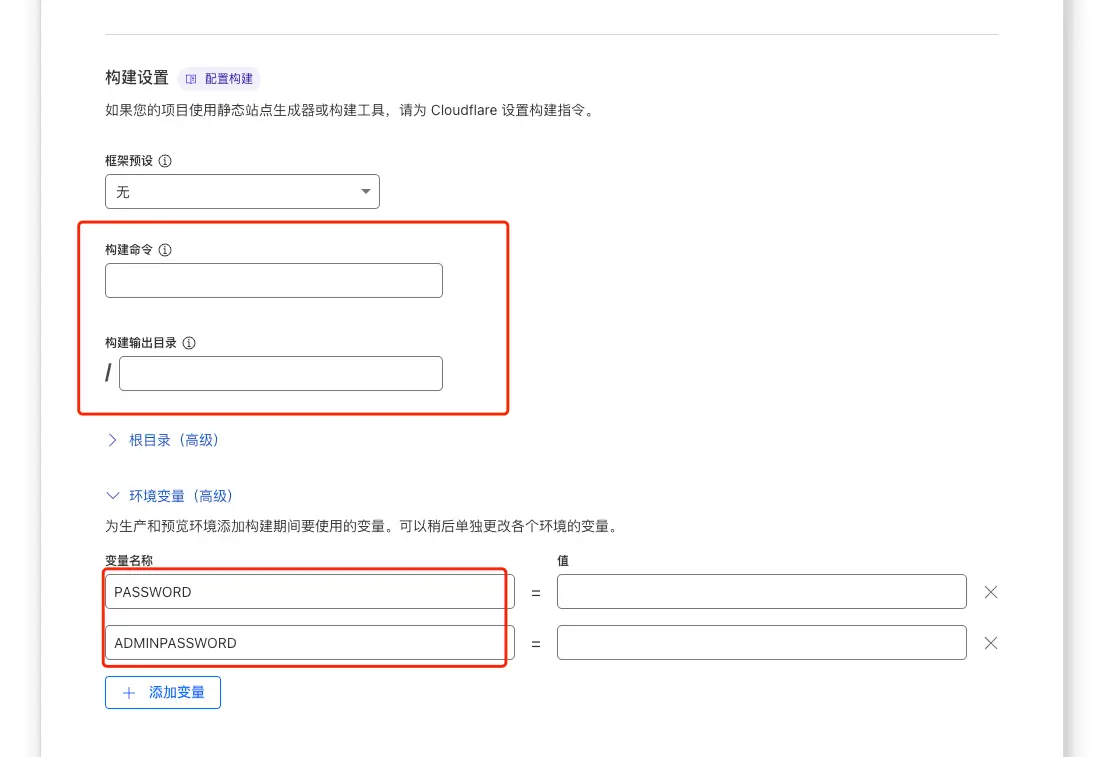 构建设置 配置构建
如果您的项目使用静态站点生成器或构建工具，请为 Cloudflare 设置构建指令。
框架预设
无
构建命令
构建输出目录
/
根目录（高级）
环境变量（高级）
为生产和预览环境添加构建期间要使用的变量。可以稍后单独更改各个环境的变量。
变量名称 值
PASSWORD =
ADMINPASSWORD =
添加变量